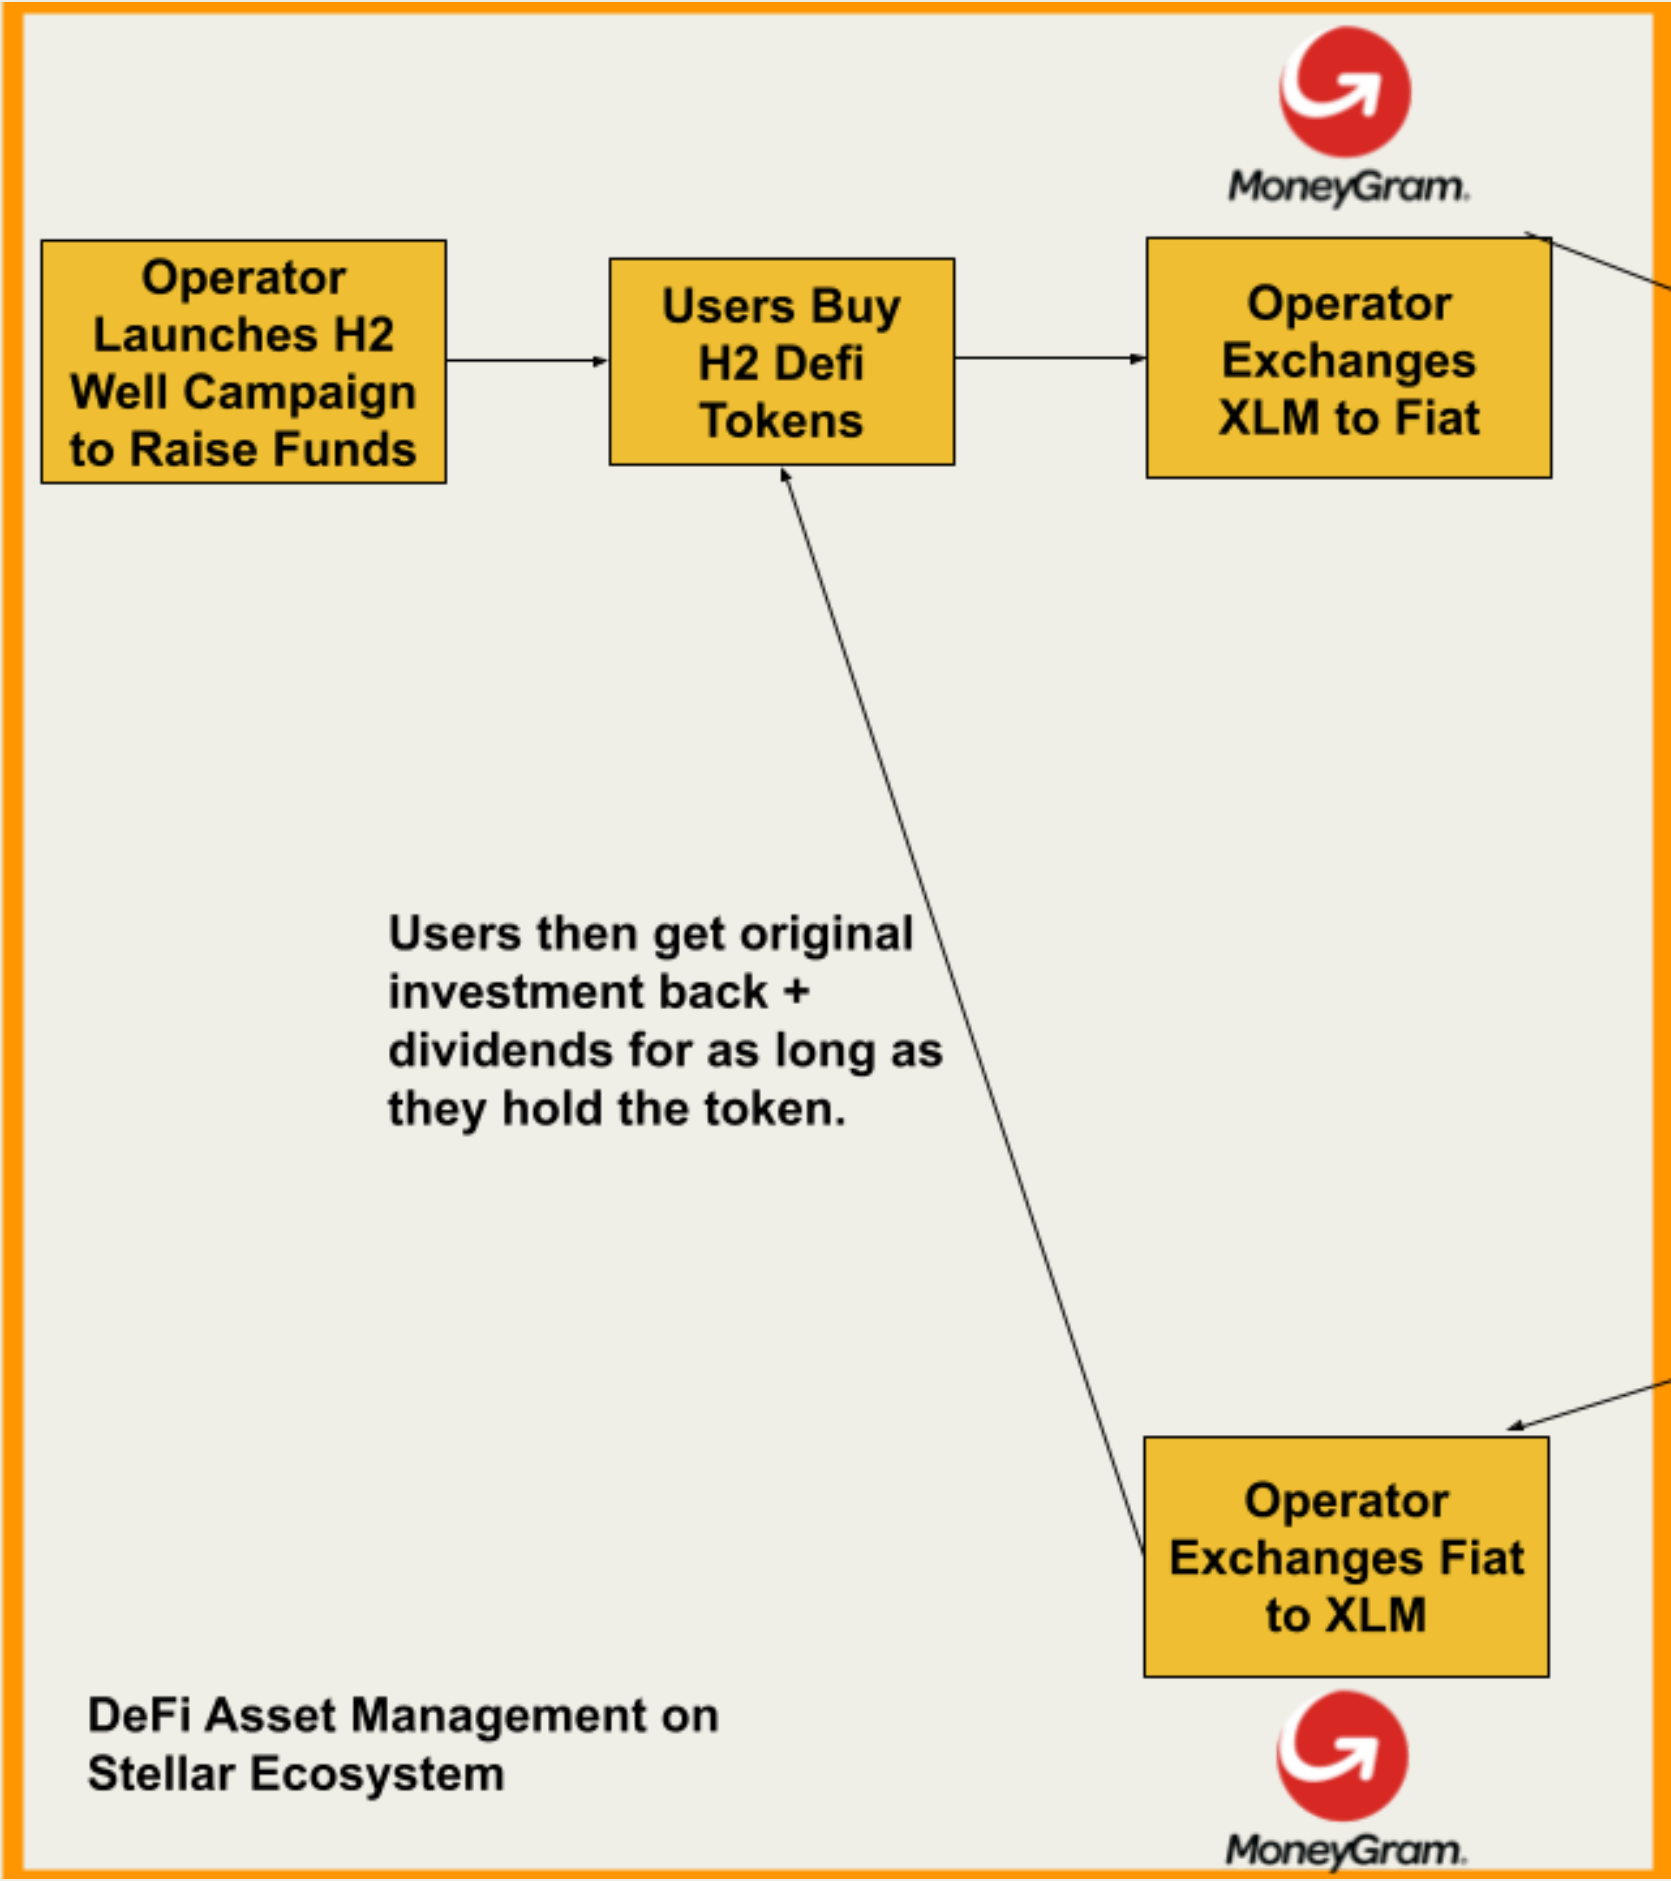 MoneyGram.
Operator
Launches H2
Well Campaign
to Raise Funds
Users Buy
H2 Defi
Tokens
Operator
Exchanges
XLM to Fiat
Users then get original
investment back +
dividends for as long as
they hold the token.
Operator
Exchanges Fiat
to XLM
DeFi Asset Management on
Stellar Ecosystem
MoneyGram.